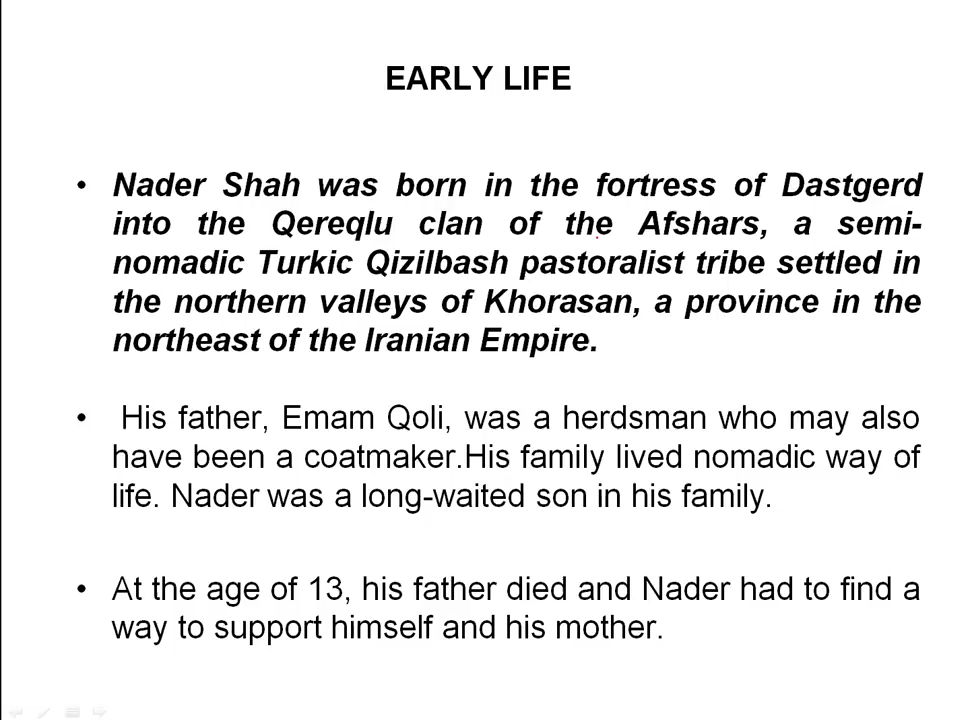 EARLY LIFE
• Nader Shah was born in the fortress of Dastgerd
into the Qereqlu clan of the Afshars, a semi-
nomadic Turkic Qizilbash pastoralist tribe settled in
the northern valleys of Khorasan, a province in the
northeast of the Iranian Empire.
• His father, Emam Qoli, was a herdsman who may also
have been a coatmaker.His family lived nomadic way of
life. Nader was a long-waited son in his family.
• At the age of 13, his father died and Nader had to find a
way to support himself and his mother.